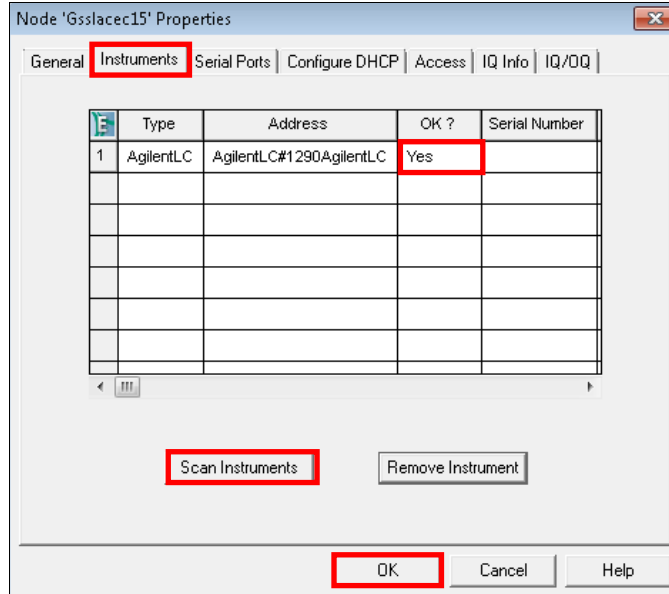 Node 'Gsslacec15' Properties
General Instruments Serial Ports Configure DHCP Access IQ Info IQ/OQ
Type Address OK ? Serial Number
1 AgilentLC AgilentLC#1290AgilentLC Yes
Scan Instruments Remove Instrument
OK Cancel Help